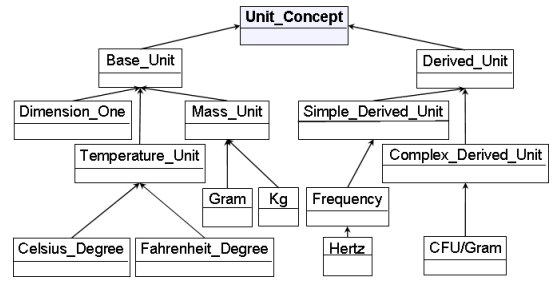 Unit_Concept
Base_Unit
Derived_Unit
Dimension_One
Mass_Unit
Simple_Derived_Unit
Temperature_Unit
Complex_Derived_Unit
Gram
Kg
Frequency
Celsius_Degree
Fahrenheit_Degree
Hertz
CFU/Gram